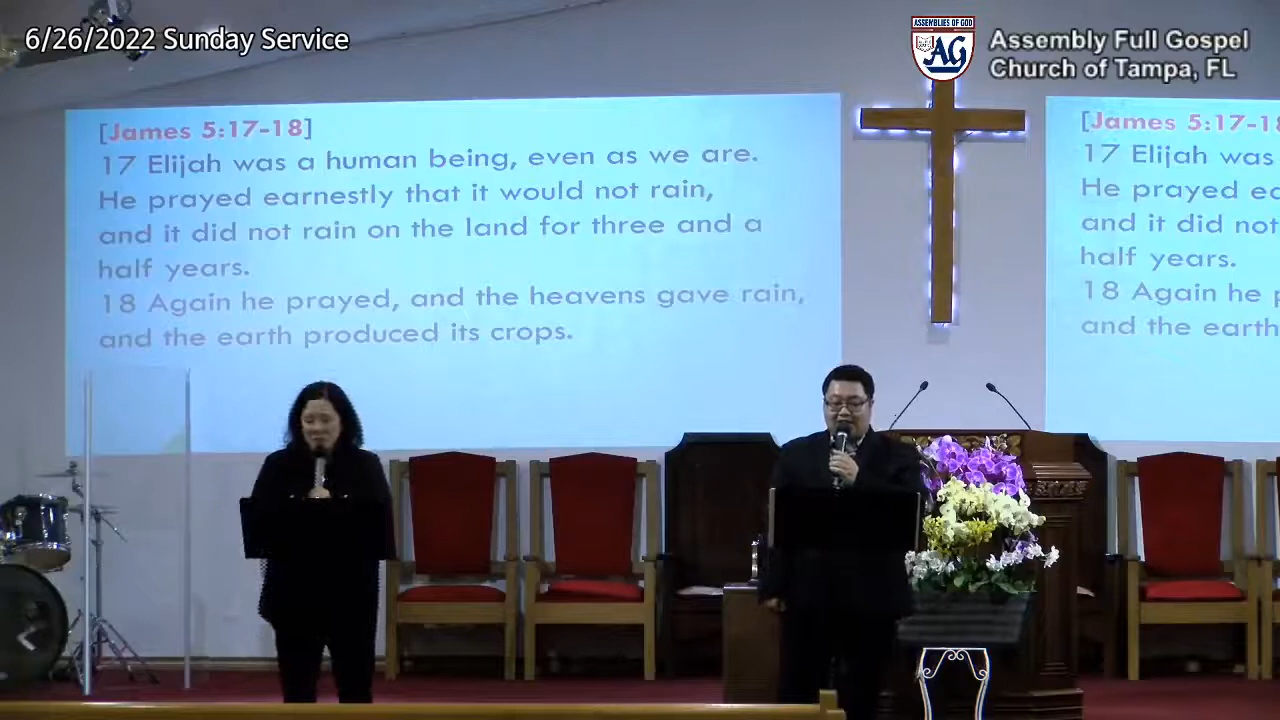 6/26/2022 Sunday Service
ASSEMBLIES OF GOD
AG
Assembly Full Gospel
Church of Tampa, FL
[James 5:17-18]
17 Elijah was a human being, even as we are.
He prayed earnestly that it would not rain,
and it did not rain on the land for three and a
half years.
18 Again he prayed, and the heavens gave rain,
and the earth produced its crops.
[James 5:17-18
17 Elijah was
He prayed
and it did not
half years.
18 Again he
and the earth